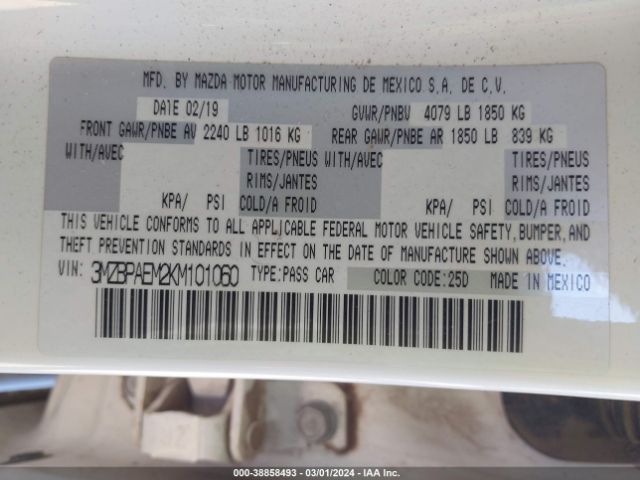 MFD. BY MAZDA MOTOR MANUFACTURING DE MEXICO S.A. DE C.V.
DATE 02/19 GVWR/PNBV 4079 LB 1850 KG
FRONT GAWR/PNBE AV 2240 LB 1016 KG REAR GAWR/PNBE AR 1850 LB 839 KG
WITH/AVEC TIRES/PNEUS WITH/AVEC TIRES/PNEUS
RIMS/JANTES RIMS/JANTES
KPA/ PSI COLD/A FROID KPA/ PSI COLD/A FROID
THIS VEHICLE CONFORMS TO ALL APPLICABLE FEDERAL MOTOR VEHICLE SAFETY, BUMPER, AND
THEFT PREVENTION STANDARDS IN EFFECT ON THE DATE OF MANUFACTURE SHOWN ABOVE.
VIN: 3MZBPAEM2KM101060 TYPE:PASS CAR COLOR CODE:25D MADE IN MEXICO
000-38858493 - 03/01/2024 - IAA Inc.